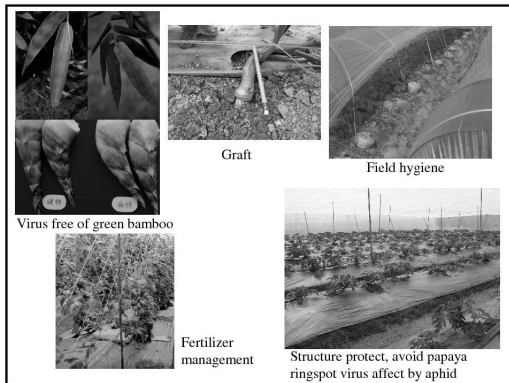 Graft
Field hygiene
Virus free of green bamboo
Fertilizer
management
Structure protect, avoid papaya
ringspot virus affect by aphid